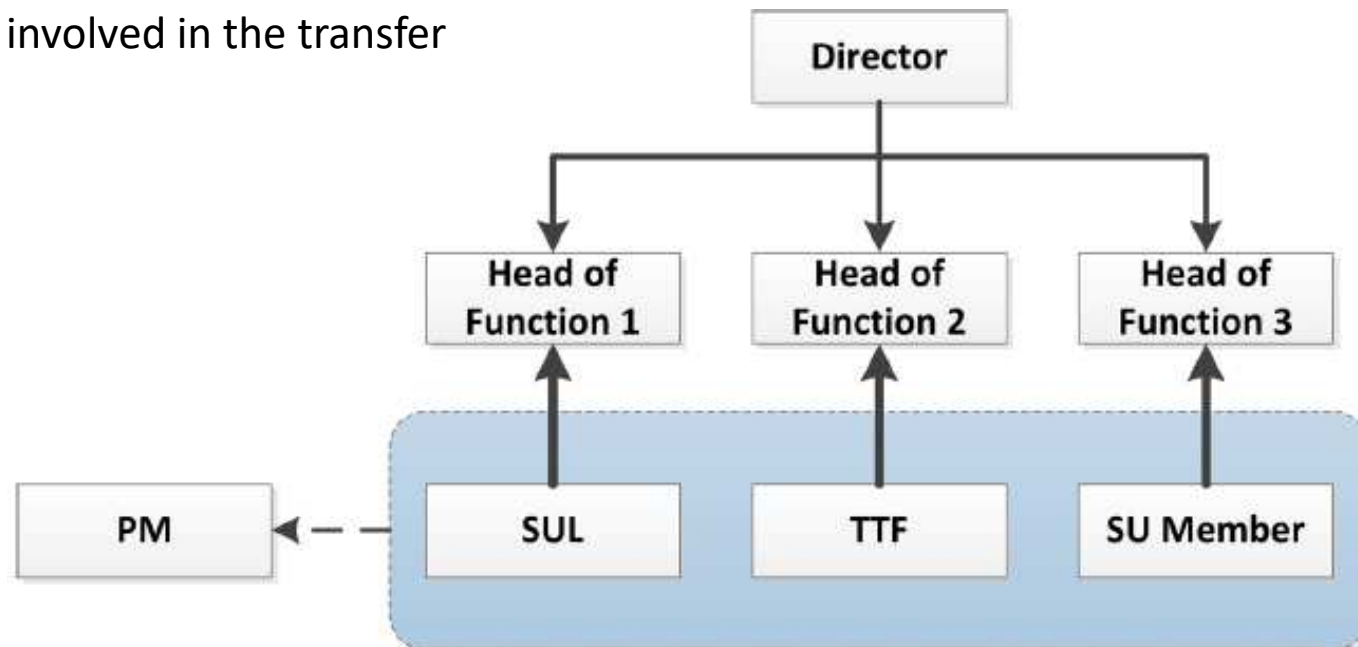 involved in the transfer
Director
Head of
Function 1
Head of
Function 2
Head of
Function 3
PM
SUL
TTF
SU Member